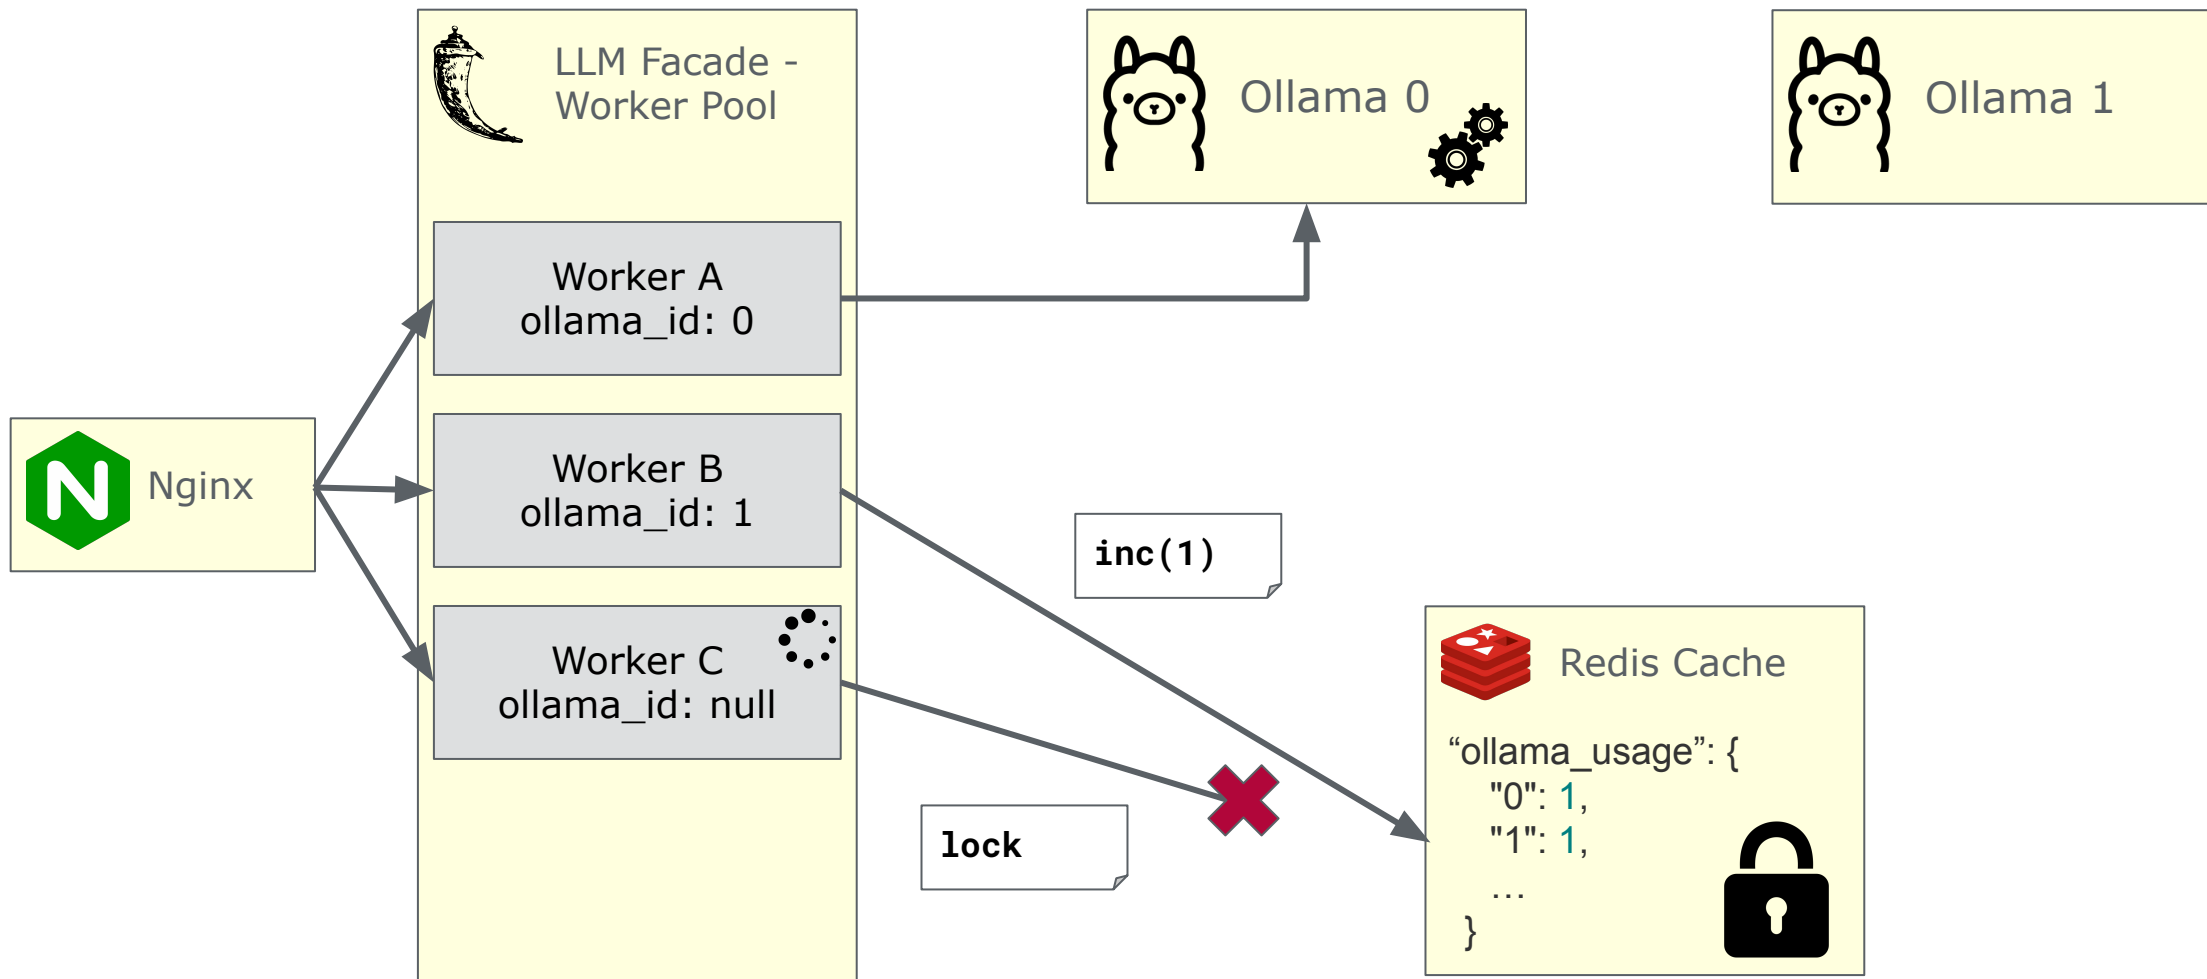 LLM Facade -
Worker Pool
Ollama 0
Ollama 1
Worker A
ollama_id: 0
Nginx
Worker B
ollama_id: 1
inc(1)
Worker C
ollama_id: null
lock
Redis Cache
“ollama_usage”: {
"0": 1,
"1": 1,
…
}